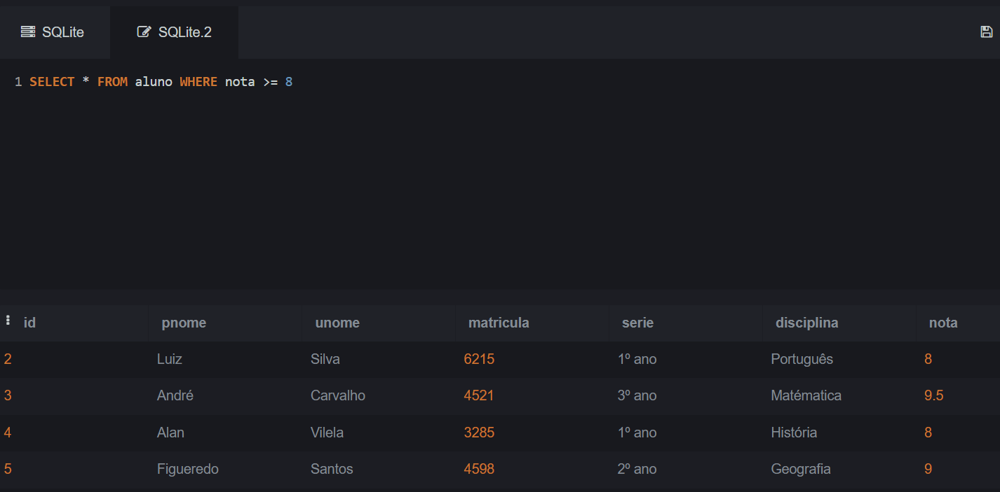 SQLite SQLite.2
1 SELECT * FROM aluno WHERE nota >= 8
id pnome unome matricula serie disciplina nota
2 Luiz Silva 6215 1º ano Português 8
3 André Carvalho 4521 3º ano Matématica 9.5
4 Alan Vilela 3285 1º ano História 8
5 Figueredo Santos 4598 2º ano Geografia 9